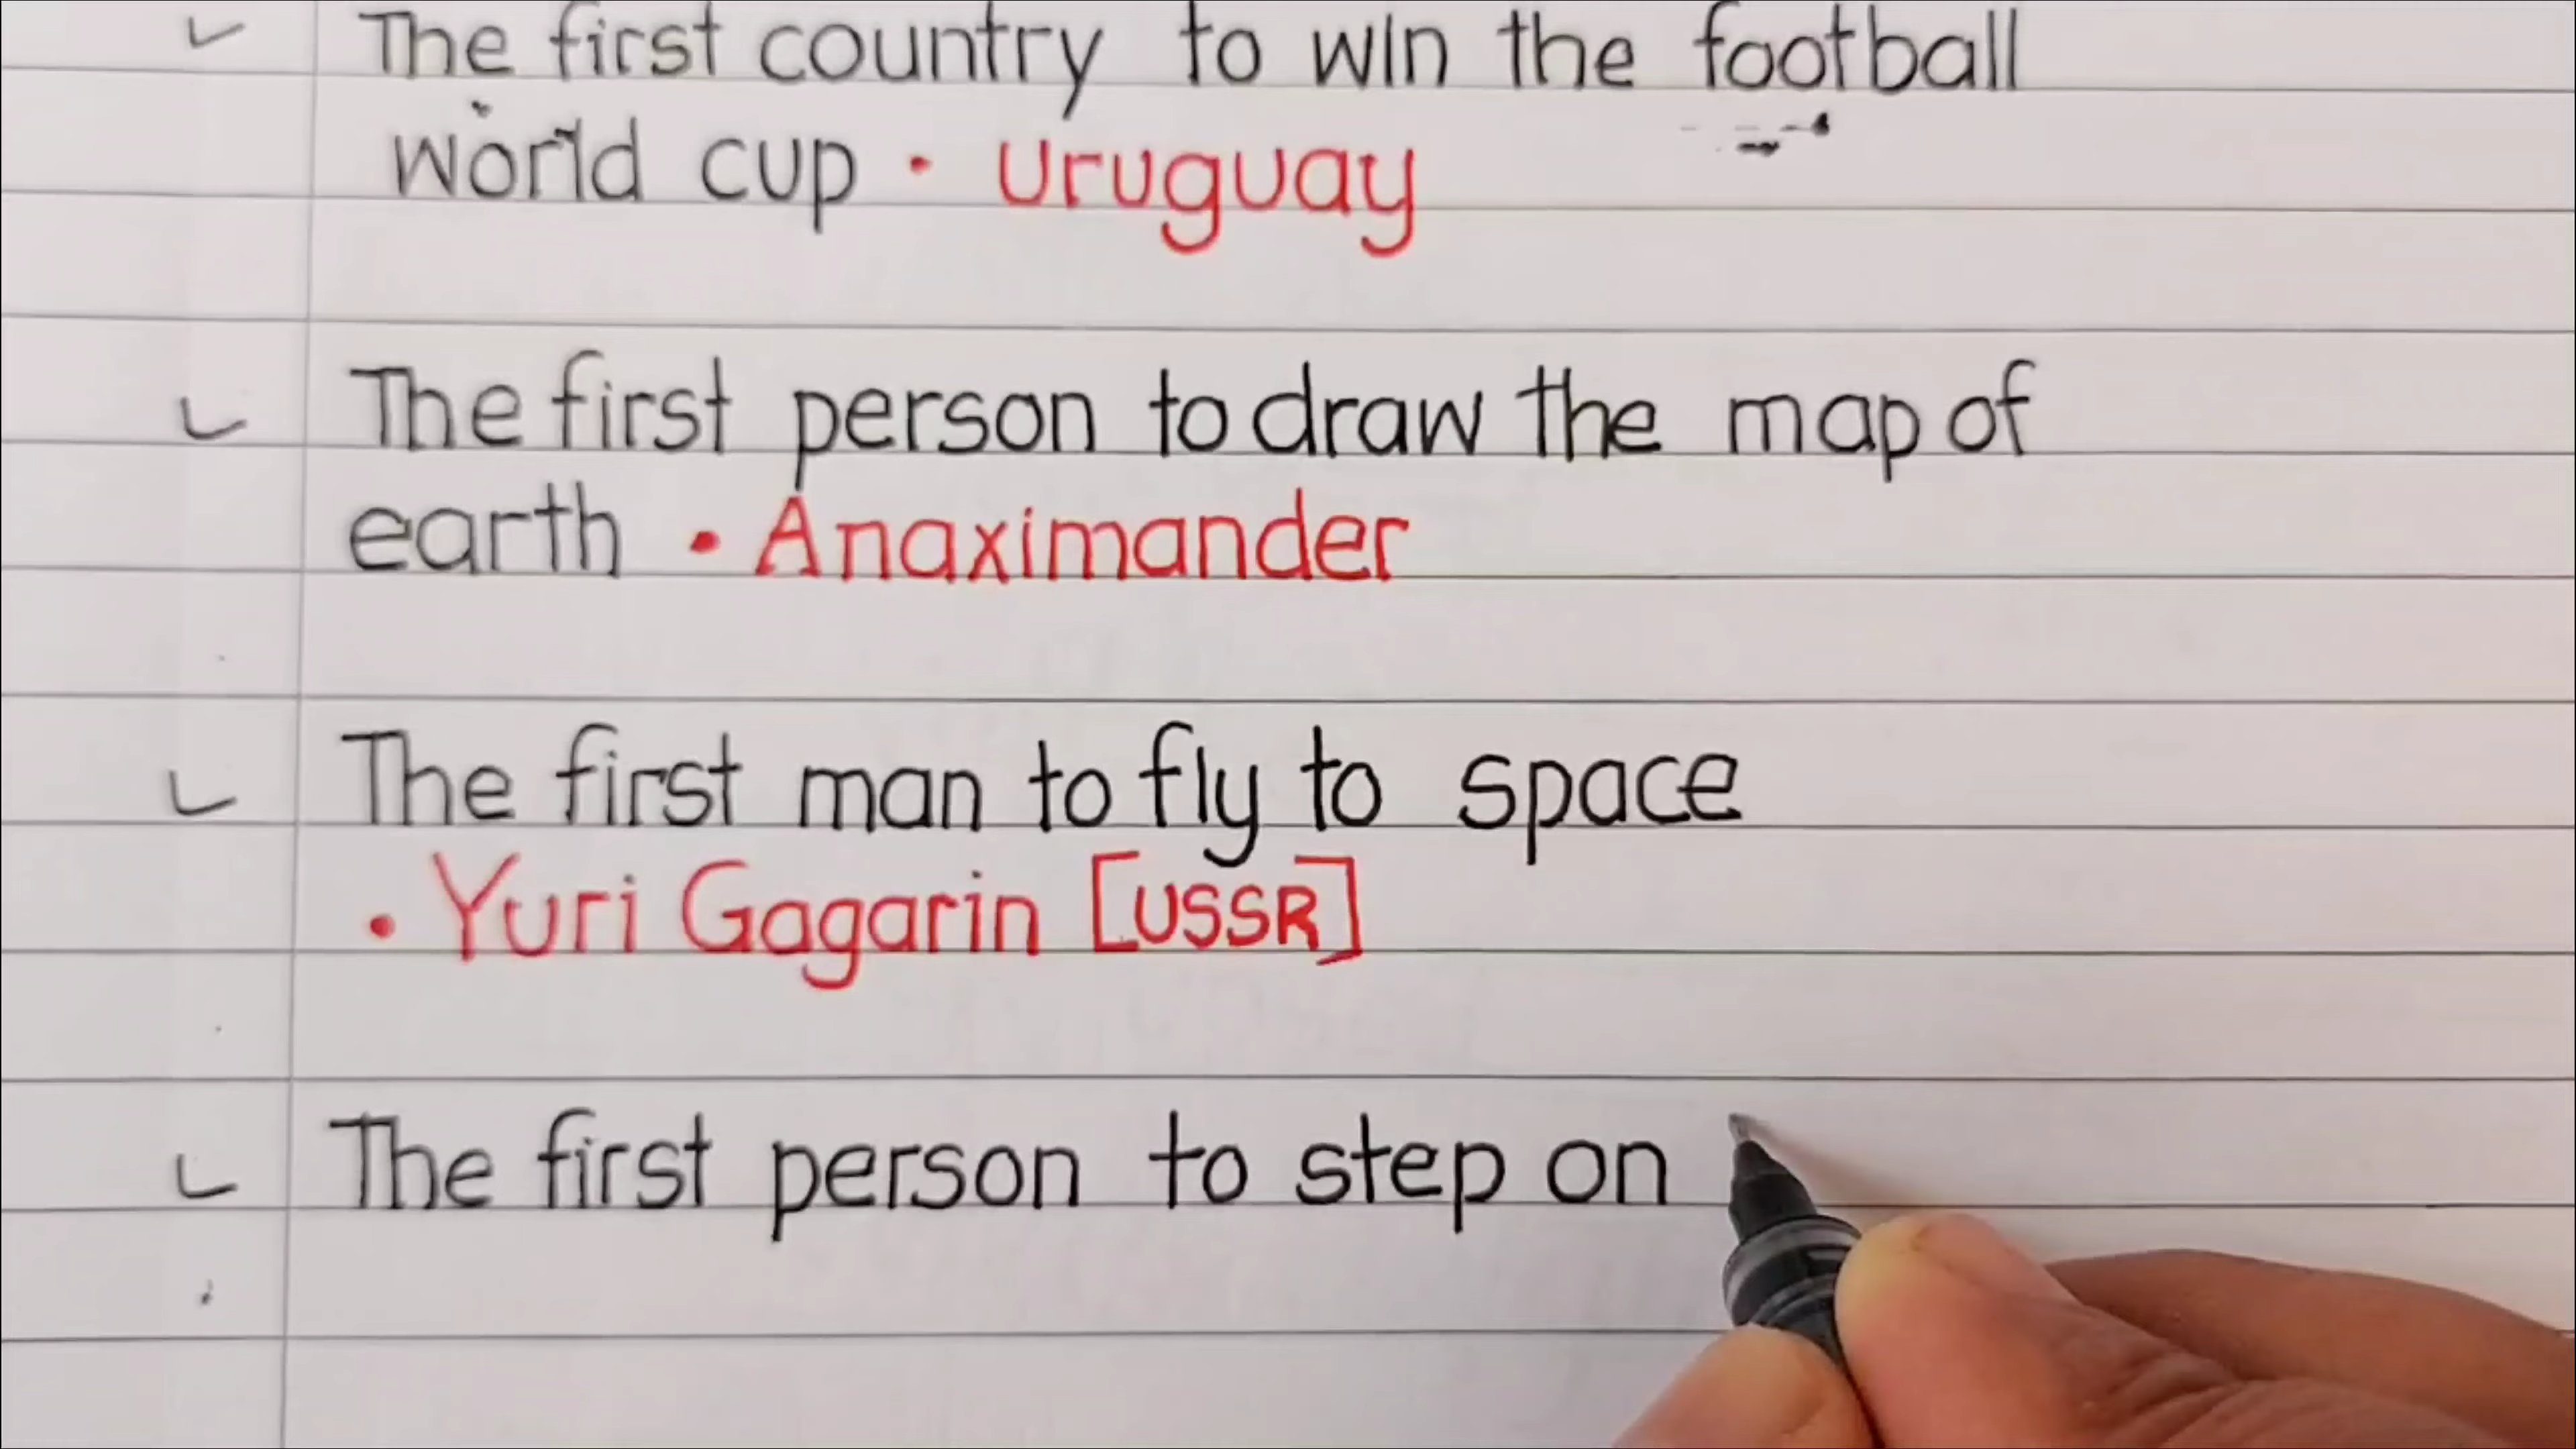 The first country to win the football
world cup • uruguay
The first person to draw the map of
earth • Anaximander
The first man to fly to space
• Yuri Gagarin [USSR]
The first person to step on